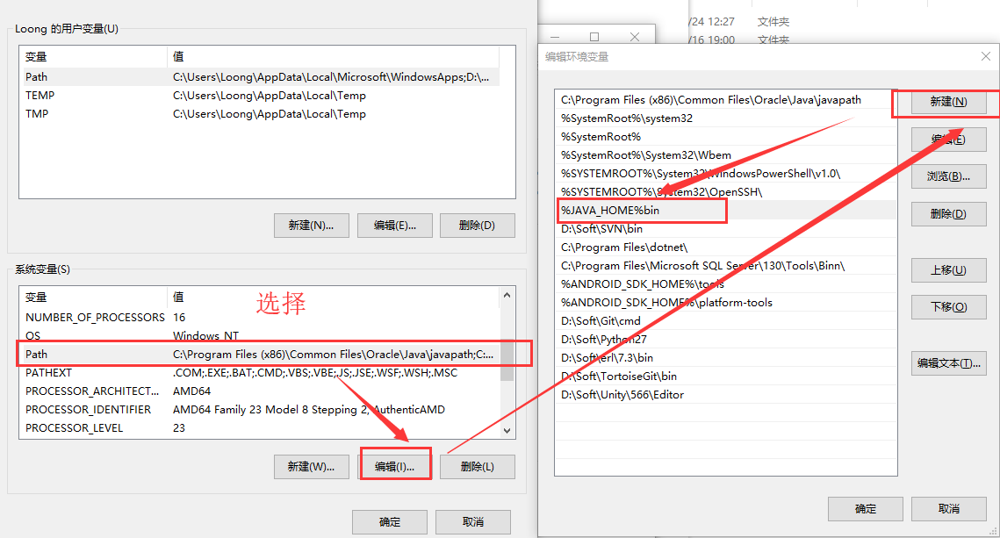 Loong 的用户变量(U)
变量 值
Path C:\Users\Loong\AppData\Local\Microsoft\WindowsApps;D:\...
TEMP C:\Users\Loong\AppData\Local\Temp
TMP C:\Users\Loong\AppData\Local\Temp
新建(N)... 编辑(E)... 删除(D)
系统变量(S)
变量 值
选择
NUMBER_OF_PROCESSORS 16
OS Windows_NT
Path C:\Program Files (x86)\Common Files\Oracle\Java\javapath;C:...
PATHEXT .COM;.EXE;.BAT;.CMD;.VBS;.VBE;.JS;.JSE;.WSF;.WSH;.MSC
PROCESSOR_ARCHITECT... AMD64
PROCESSOR_IDENTIFIER AMD64 Family 23 Model 8 Stepping 2, AuthenticAMD
PROCESSOR_LEVEL 23
新建(W)... 编辑(I)... 删除(L)
确定 取消
/24 12:27 文件夹
/16 19:00 文件夹
编辑环境变量
C:\Program Files (x86)\Common Files\Oracle\Java\javapath
%SystemRoot%\system32
%SystemRoot%
%SystemRoot%\System32\Wbem
%SYSTEMROOT%\System32\WindowsPowerShell\v1.0\
%SYSTEMROOT%\System32\OpenSSH\
%JAVA_HOME%bin
D:\Soft\SVN\bin
C:\Program Files\dotnet\
C:\Program Files\Microsoft SQL Server\130\Tools\Binn\
%ANDROID_SDK_HOME%\tools
%ANDROID_SDK_HOME%\platform-tools
D:\Soft\Git\cmd
D:\Soft\Python27
D:\Soft\erl\7.3\bin
D:\Soft\TortoiseGit\bin
D:\Soft\Unity\566\Editor
新建(N)
编辑(E)
浏览(B)...
删除(D)
上移(U)
下移(O)
编辑文本(T)...
确定 取消